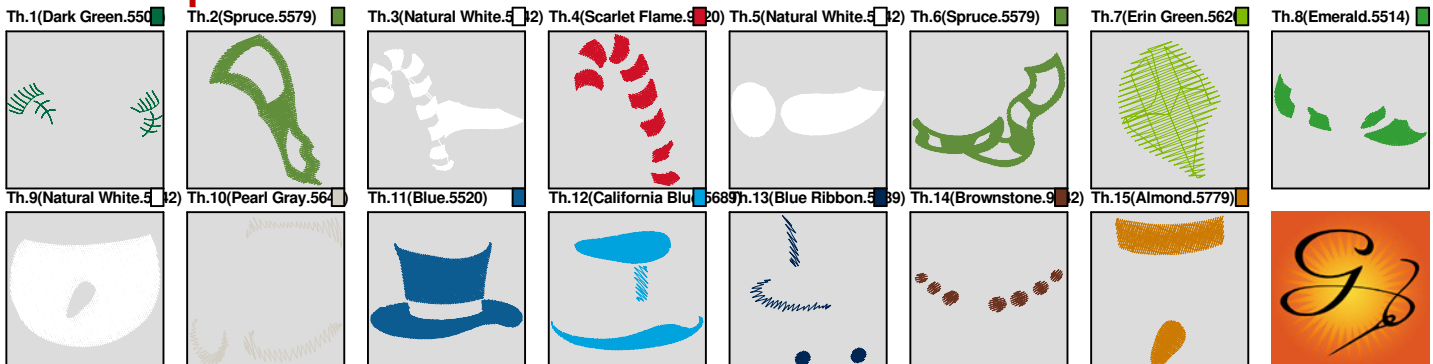 Th.1(Dark Green.550 Th.2(Spruce.5579) Th.3(Natural White.5 42) Th.4(Scarlet Flame.9 20) Th.5(Natural White.5 42) Th.6(Spruce.5579) Th.7(Erin Green.562 Th.8(Emerald.5514)
Th.9(Natural White.5 42) Th.10(Pearl Gray.564 ) Th.11(Blue.5520) Th.12(California Blu 5689) Th.13(Blue Ribbon.5 39) Th.14(Brownstone.9 42) Th.15(Almond.5779)